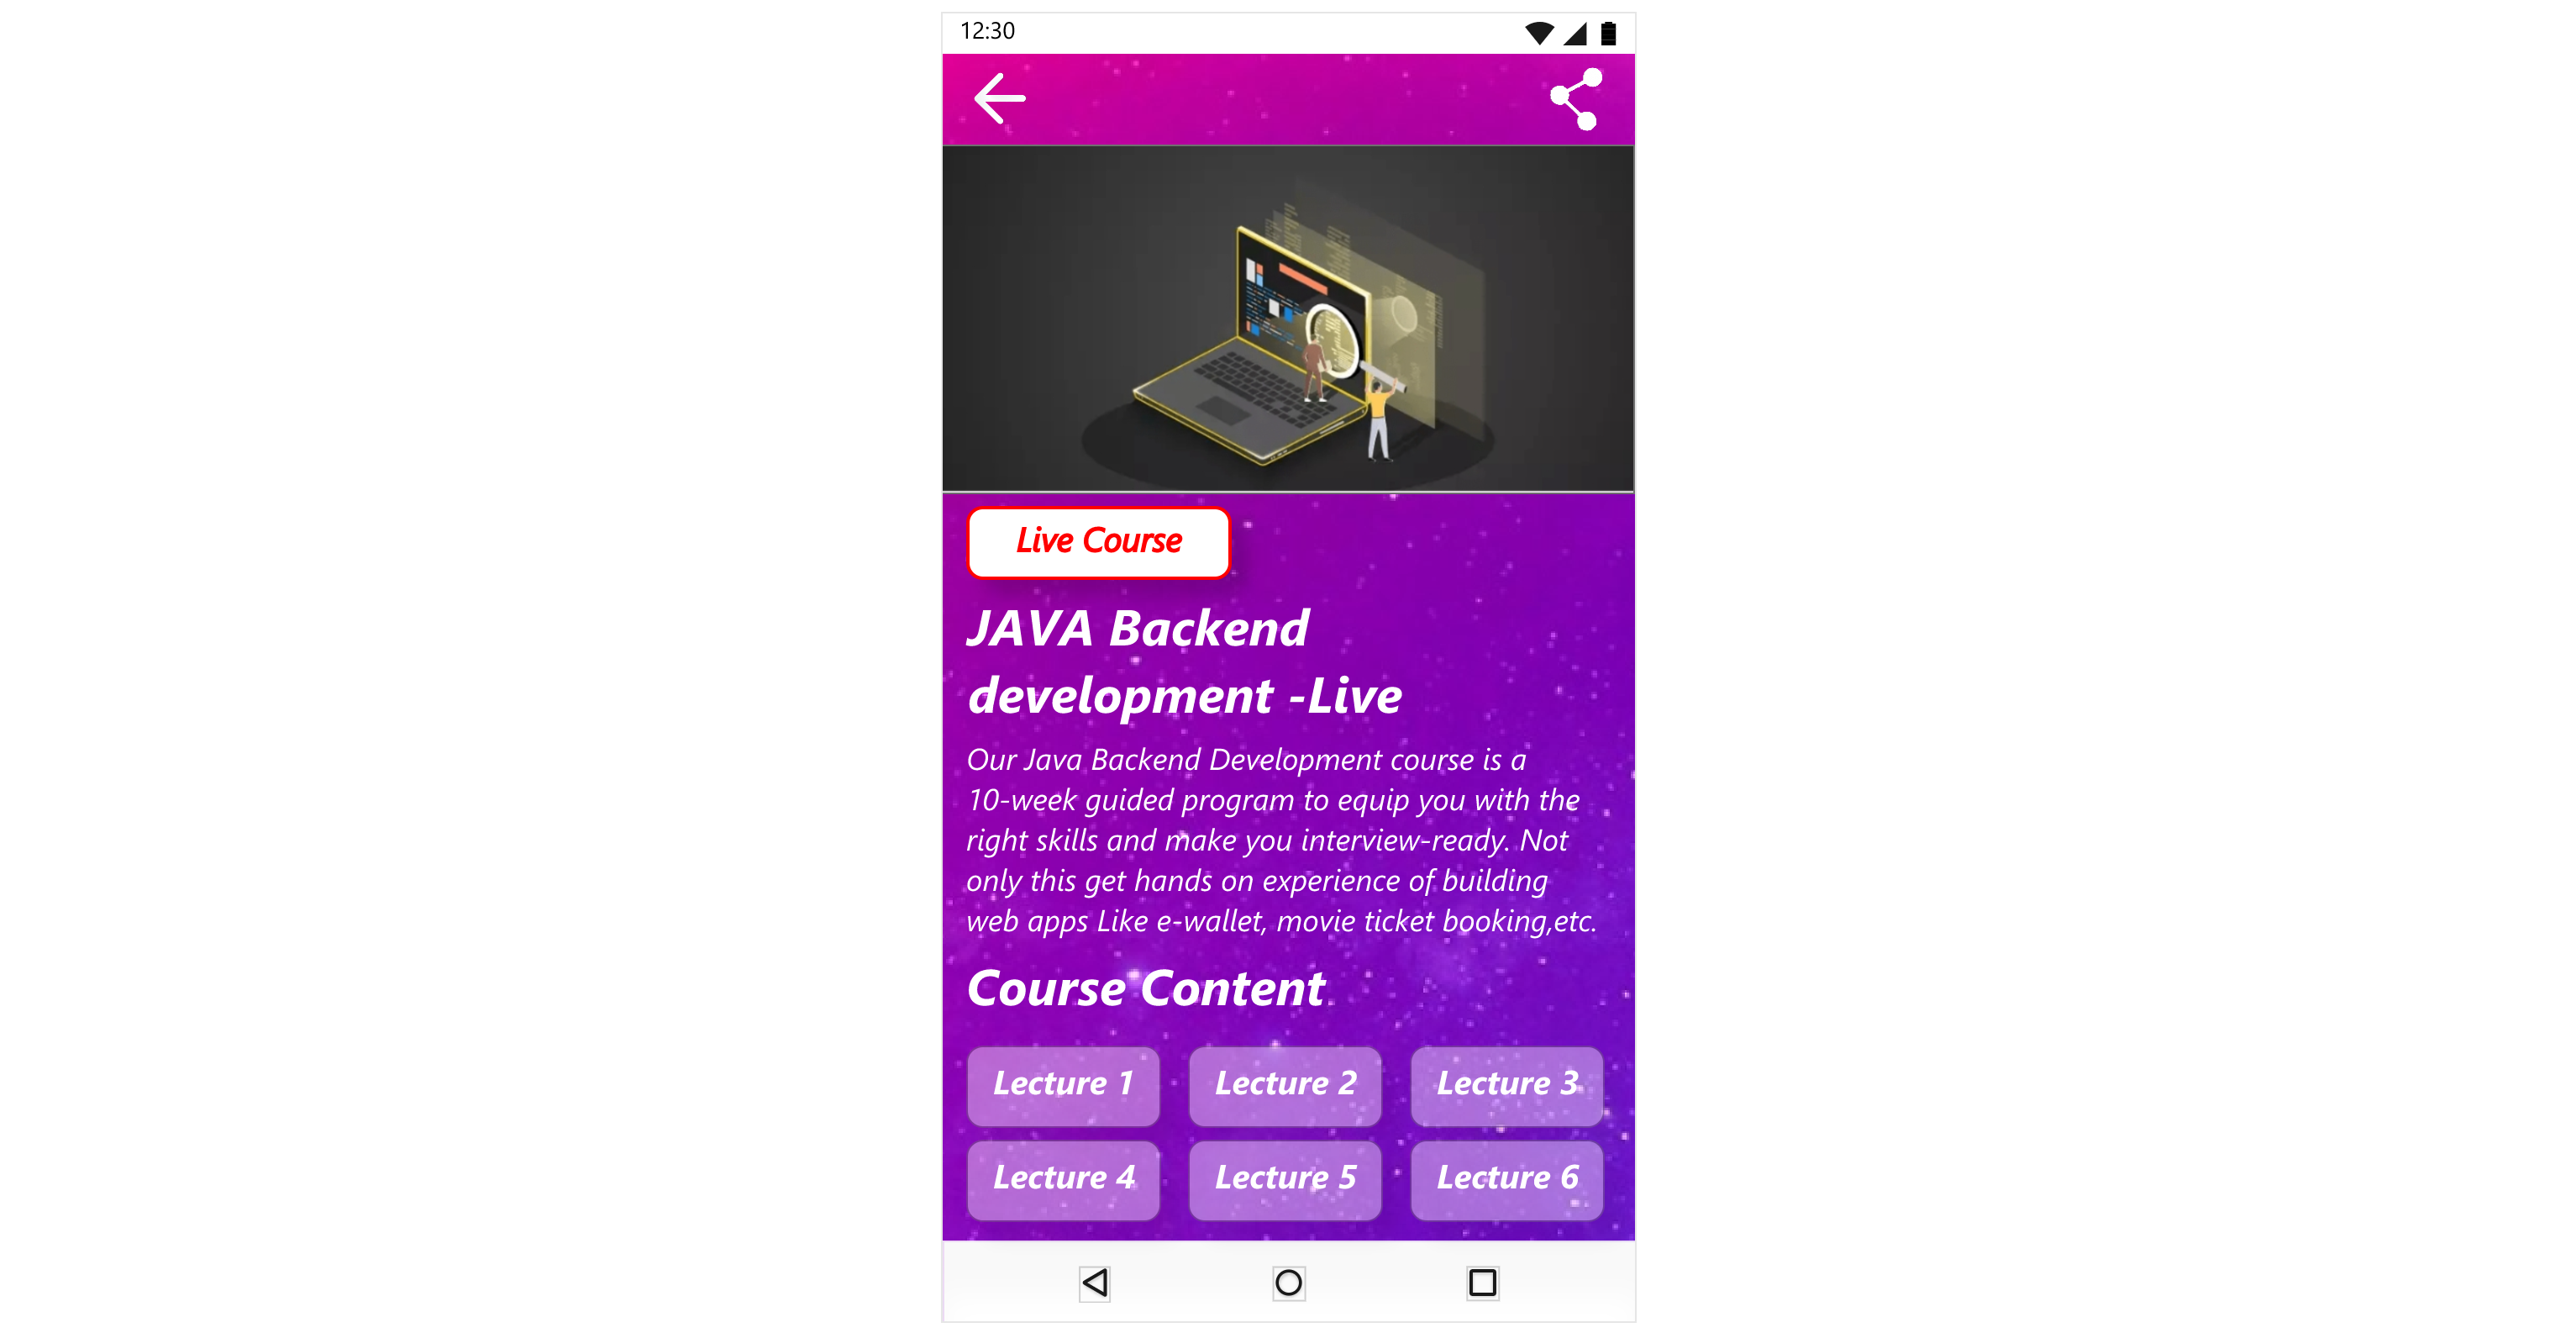 12:30
Live Course
JAVA Backend
development -Live
Our Java Backend Development course is a
10-week guided program to equip you with the
right skills and make you interview-ready. Not
only this get hands on experience of building
web apps Like e-wallet, movie ticket booking,etc.
Course Content
Lecture 1
Lecture 2
Lecture 3
Lecture 4
Lecture 5
Lecture 6